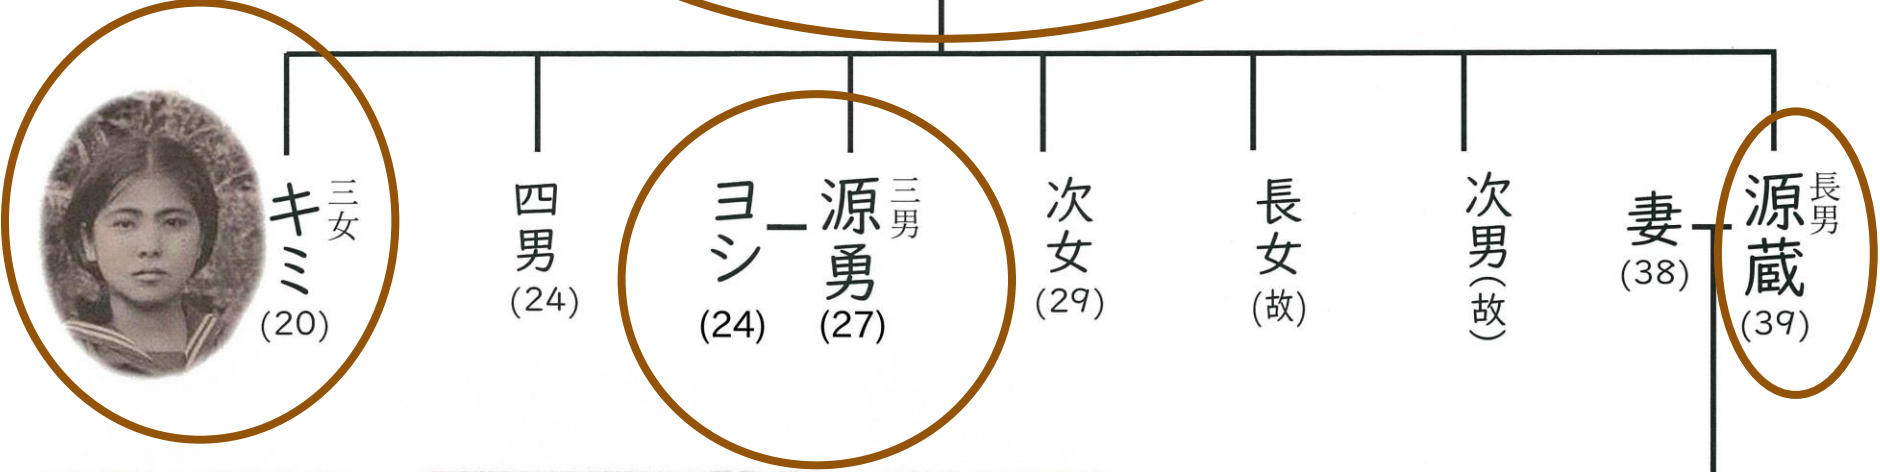 長男
源蔵
(39)
妻
(38)
次男(故)
長女
(故)
次女
(29)
三男
源勇
(27)
ヨシ
(24)
四男
(24)
三女
キミ
(20)